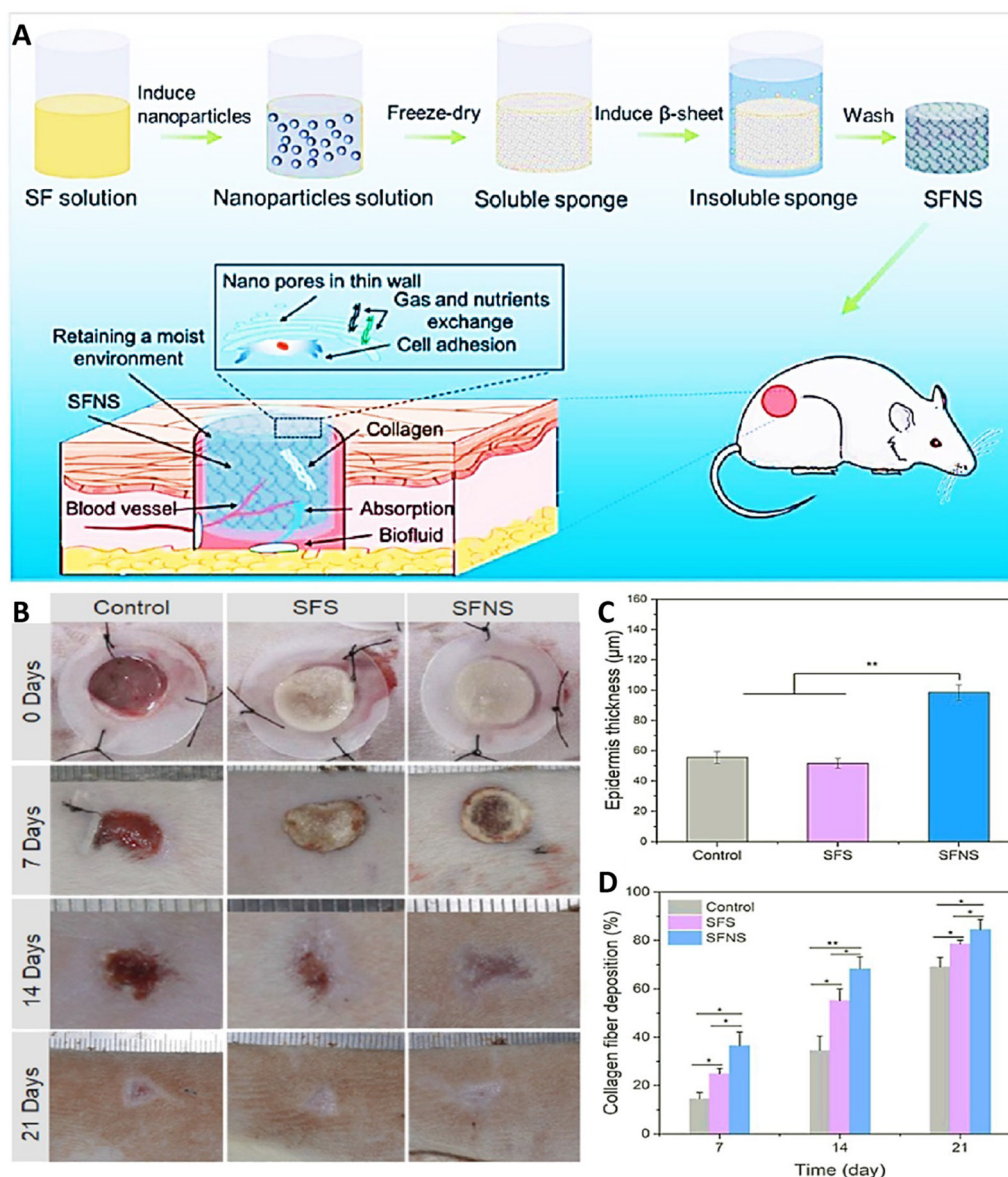 A
Induce
nanoparticles
Freeze-dry
Induce β-sheet
Wash
SF solution
Nanoparticles solution
Soluble sponge
Insoluble sponge
SFNS
Nano pores in thin wall
Gas and nutrients
exchange
Cell adhesion
Retaining a moist
environment
SFNS
Collagen
Blood vessel
Absorption
Biofluid
B
Control
SFS
SFNS
0 Days
7 Days
14 Days
21 Days
C
Epidermis thickness (μm)
160
140
120
100
80
60
40
20
0
**
Control
SFS
SFNS
D
Collagen fiber deposition (%)
100
80
60
40
20
0
Control
SFS
SFNS
*
*
*
**
*
*
*
*
*
7
14
21
Time (day)